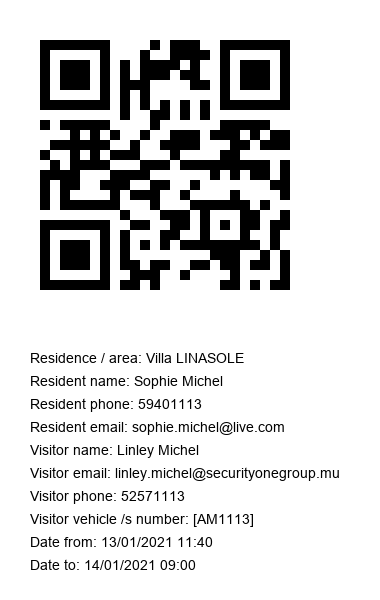 Residence / area: Villa LINASOLE
Resident name: Sophie Michel
Resident phone: 59401113
Resident email: sophie.michel@live.com
Visitor name: Linley Michel
Visitor email: linley.michel@securityonegroup.mu
Visitor phone: 52571113
Visitor vehicle /s number: [AM1113]
Date from: 13/01/2021 11:40
Date to: 14/01/2021 09:00